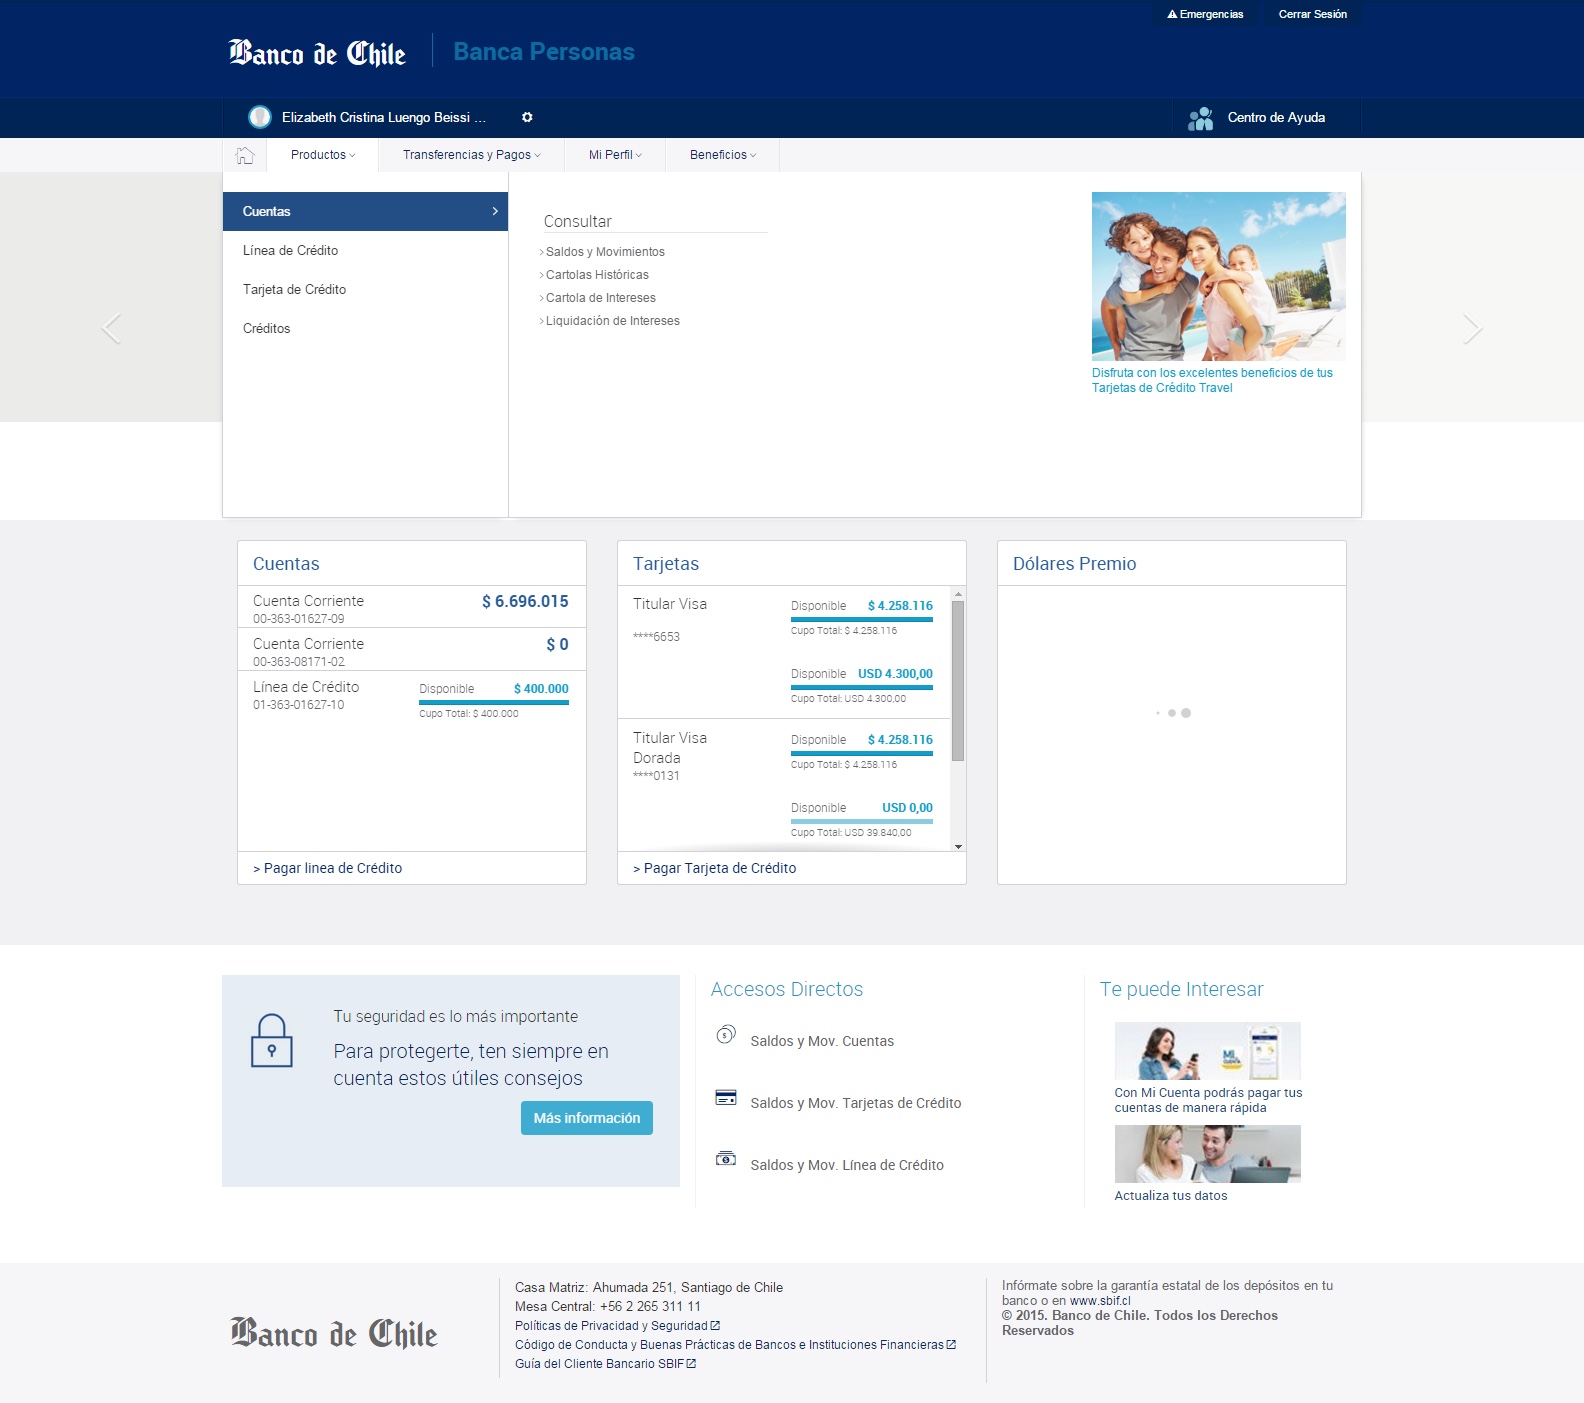 Emergencias
Cerrar Sesión
Banco de Chile
Banca Personas
Elizabeth Cristina Luengo Beissi ...
Centro de Ayuda
Productos
Transferencias y Pagos
Mi Perfil
Beneficios
Cuentas
Línea de Crédito
Tarjeta de Crédito
Créditos
Consultar
Saldos y Movimientos
Cartolas Históricas
Cartola de Intereses
Liquidación de Intereses
Disfruta con los excelentes beneficios de tus
Tarjetas de Crédito Travel
Cuentas
Cuenta Corriente $ 6.696.015
00-363-01627-09
Cuenta Corriente $ 0
00-363-08171-02
Línea de Crédito Disponible $ 400.000
01-363-01627-10
Cupo Total: $ 400.000
> Pagar linea de Crédito
Tarjetas
Titular Visa Disponible $ 4.258.116
Cupo Total: $ 4.258.116
****6653
Disponible USD 4.300,00
Cupo Total: USD 4.300,00
Titular Visa Disponible $ 4.258.116
Dorada
Cupo Total: $ 4.258.116
****0131
Disponible USD 0,00
Cupo Total: USD 39.840,00
> Pagar Tarjeta de Crédito
Dólares Premio
Tu seguridad es lo más importante
Para protegerte, ten siempre en
cuenta estos útiles consejos
Más información
Accesos Directos
Saldos y Mov. Cuentas
Saldos y Mov. Tarjetas de Crédito
Saldos y Mov. Línea de Crédito
Te puede Interesar
Mi
Con Mi Cuenta podrás pagar tus
cuentas de manera rápida
Actualiza tus datos
Banco de Chile
Casa Matriz: Ahumada 251, Santiago de Chile
Mesa Central: +56 2 265 311 11
Políticas de Privacidad y Seguridad
Código de Conducta y Buenas Prácticas de Bancos e Instituciones Financieras
Guía del Cliente Bancario SBIF
Infórmate sobre la garantía estatal de los depósitos en tu
banco o en www.sbif.cl
© 2015. Banco de Chile. Todos los Derechos
Reservados